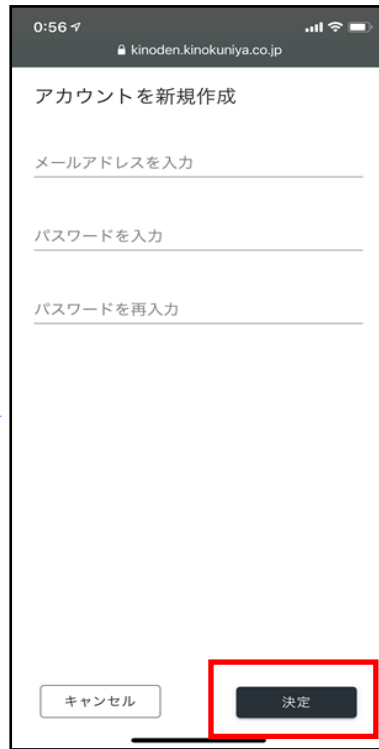 0:56
kinoden.kinokuniya.co.jp
アカウントを新規作成
メールアドレスを入力
パスワードを入力
パスワードを再入力
キャンセル
決定